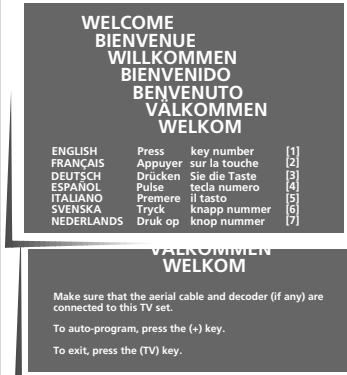 WELCOME
BIENVENUE
WILLKOMMEN
BIENVENIDO
BENVENUTO
VÄLKOMMEN
WELKOM
ENGLISH Press key number [1]
FRANÇAIS Appuyer sur la touche [2]
DEUTSCH Drücken Sie die Taste [3]
ESPAÑOL Pulse tecla numero [4]
ITALIANO Premere il tasto [5]
SVENSKA Tryck knapp nummer [6]
NEDERLANDS Druk op knop nummer [7]
VALKOMMEN
WELKOM
Make sure that the aerial cable and decoder (if any) are
connected to this TV set.
To auto-program, press the (+) key.
To exit, press the (TV) key.